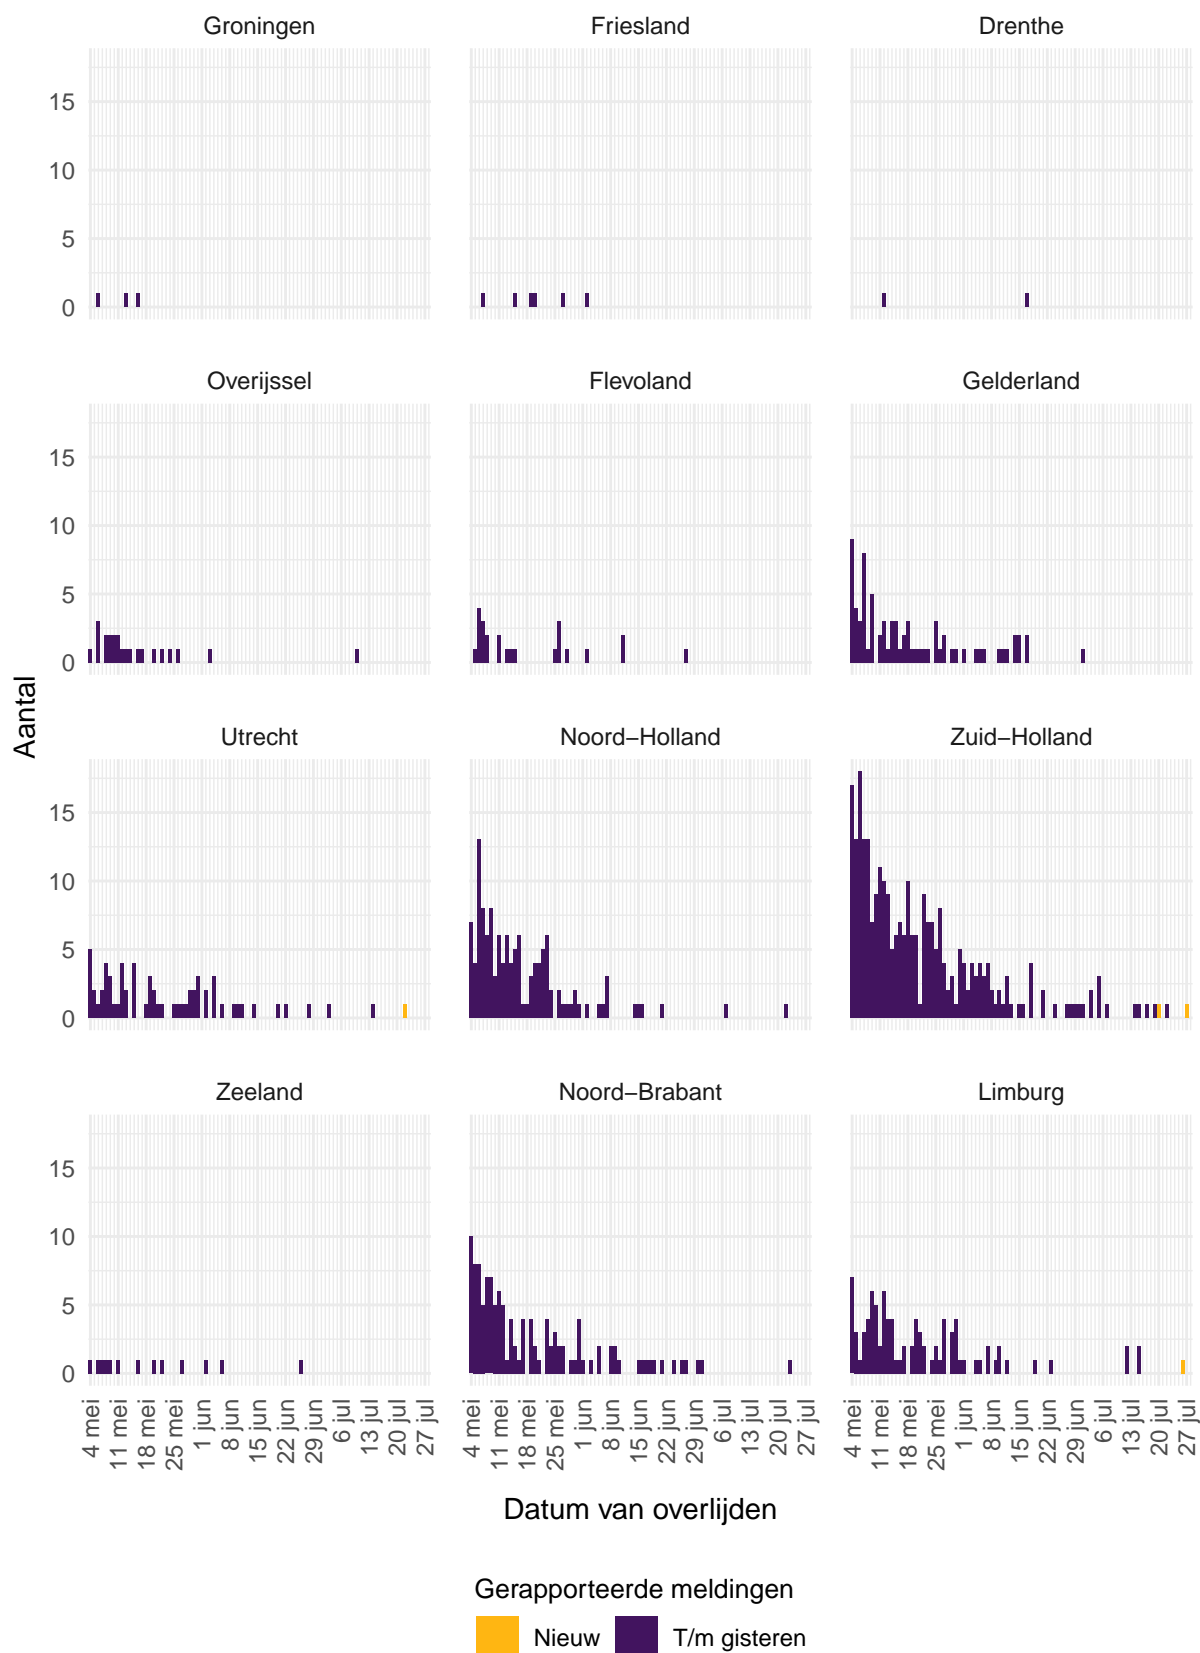 Groningen Friesland Drenthe
15
10
5
0
Overijssel Flevoland Gelderland
15
10
5
0
Aantal
Utrecht Noord−Holland Zuid−Holland
15
10
5
0
Zeeland Noord−Brabant Limburg
15
10
5
0
4 mei 11 mei 18 mei 25 mei 1 jun 8 jun 15 jun 22 jun 29 jun 6 jul 13 jul 20 jul 27 jul 4 mei 11 mei 18 mei 25 mei 1 jun 8 jun 15 jun 22 jun 29 jun 6 jul 13 jul 20 jul 27 jul 4 mei 11 mei 18 mei 25 mei 1 jun 8 jun 15 jun 22 jun 29 jun 6 jul 13 jul 20 jul 27 jul
Datum van overlijden
Gerapporteerde meldingen
Nieuw T/m gisteren